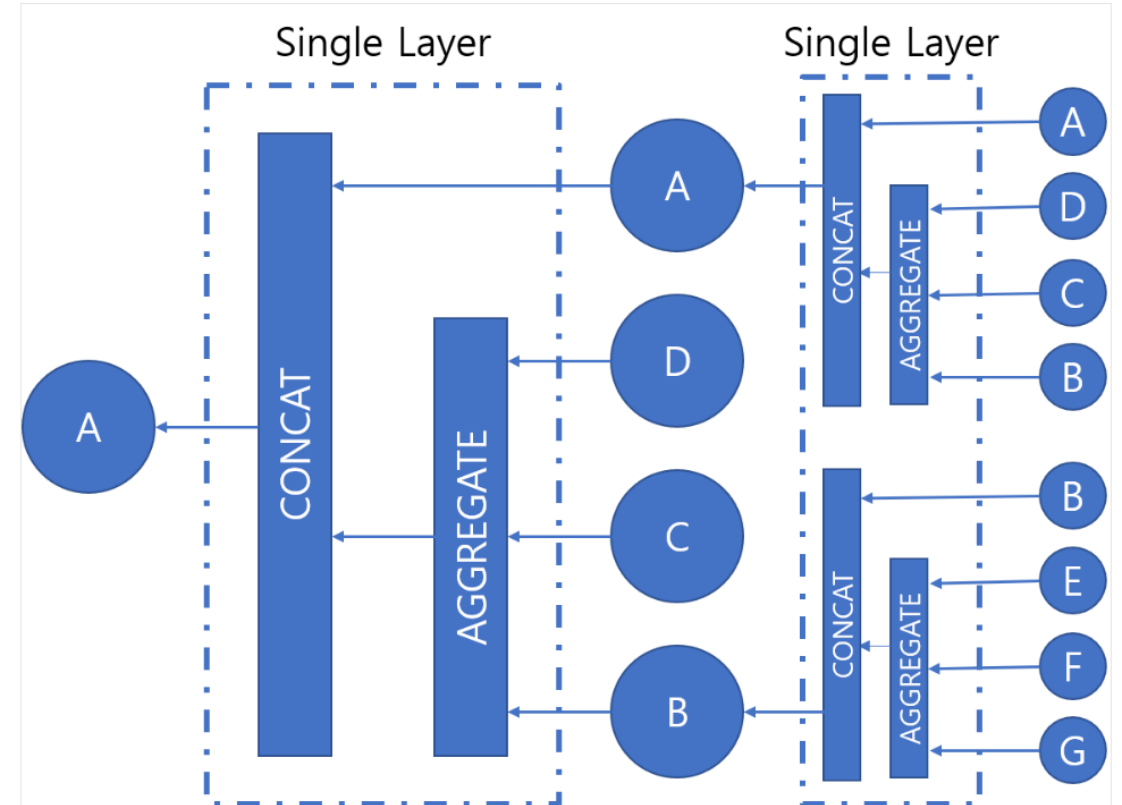 Single Layer
Single Layer
A
CONCAT
AGGREGATE
A
D
C
B
CONCAT
AGGREGATE
A
D
C
B
CONCAT
AGGREGATE
B
E
F
G